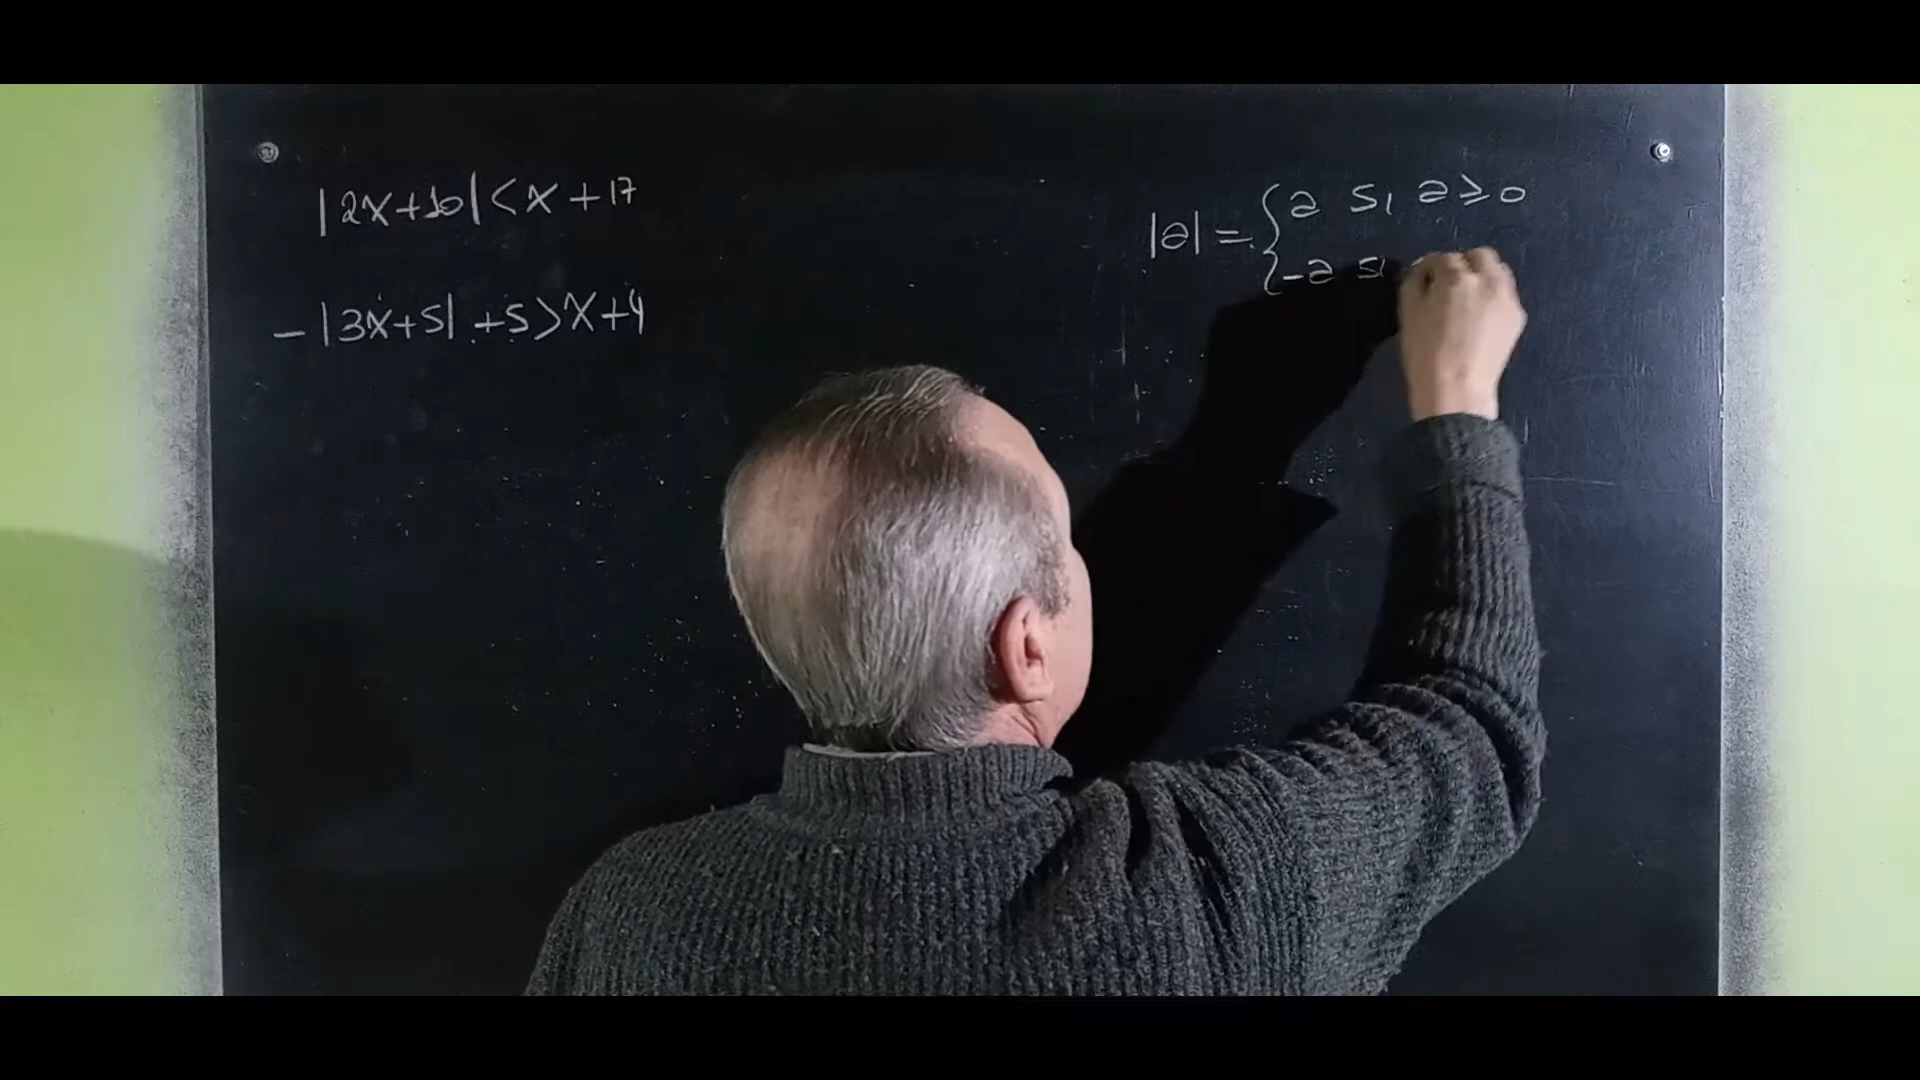 |2x+10|<x+17
-|3x+5|+5>x+4
|a|={a si a≥0
-a si